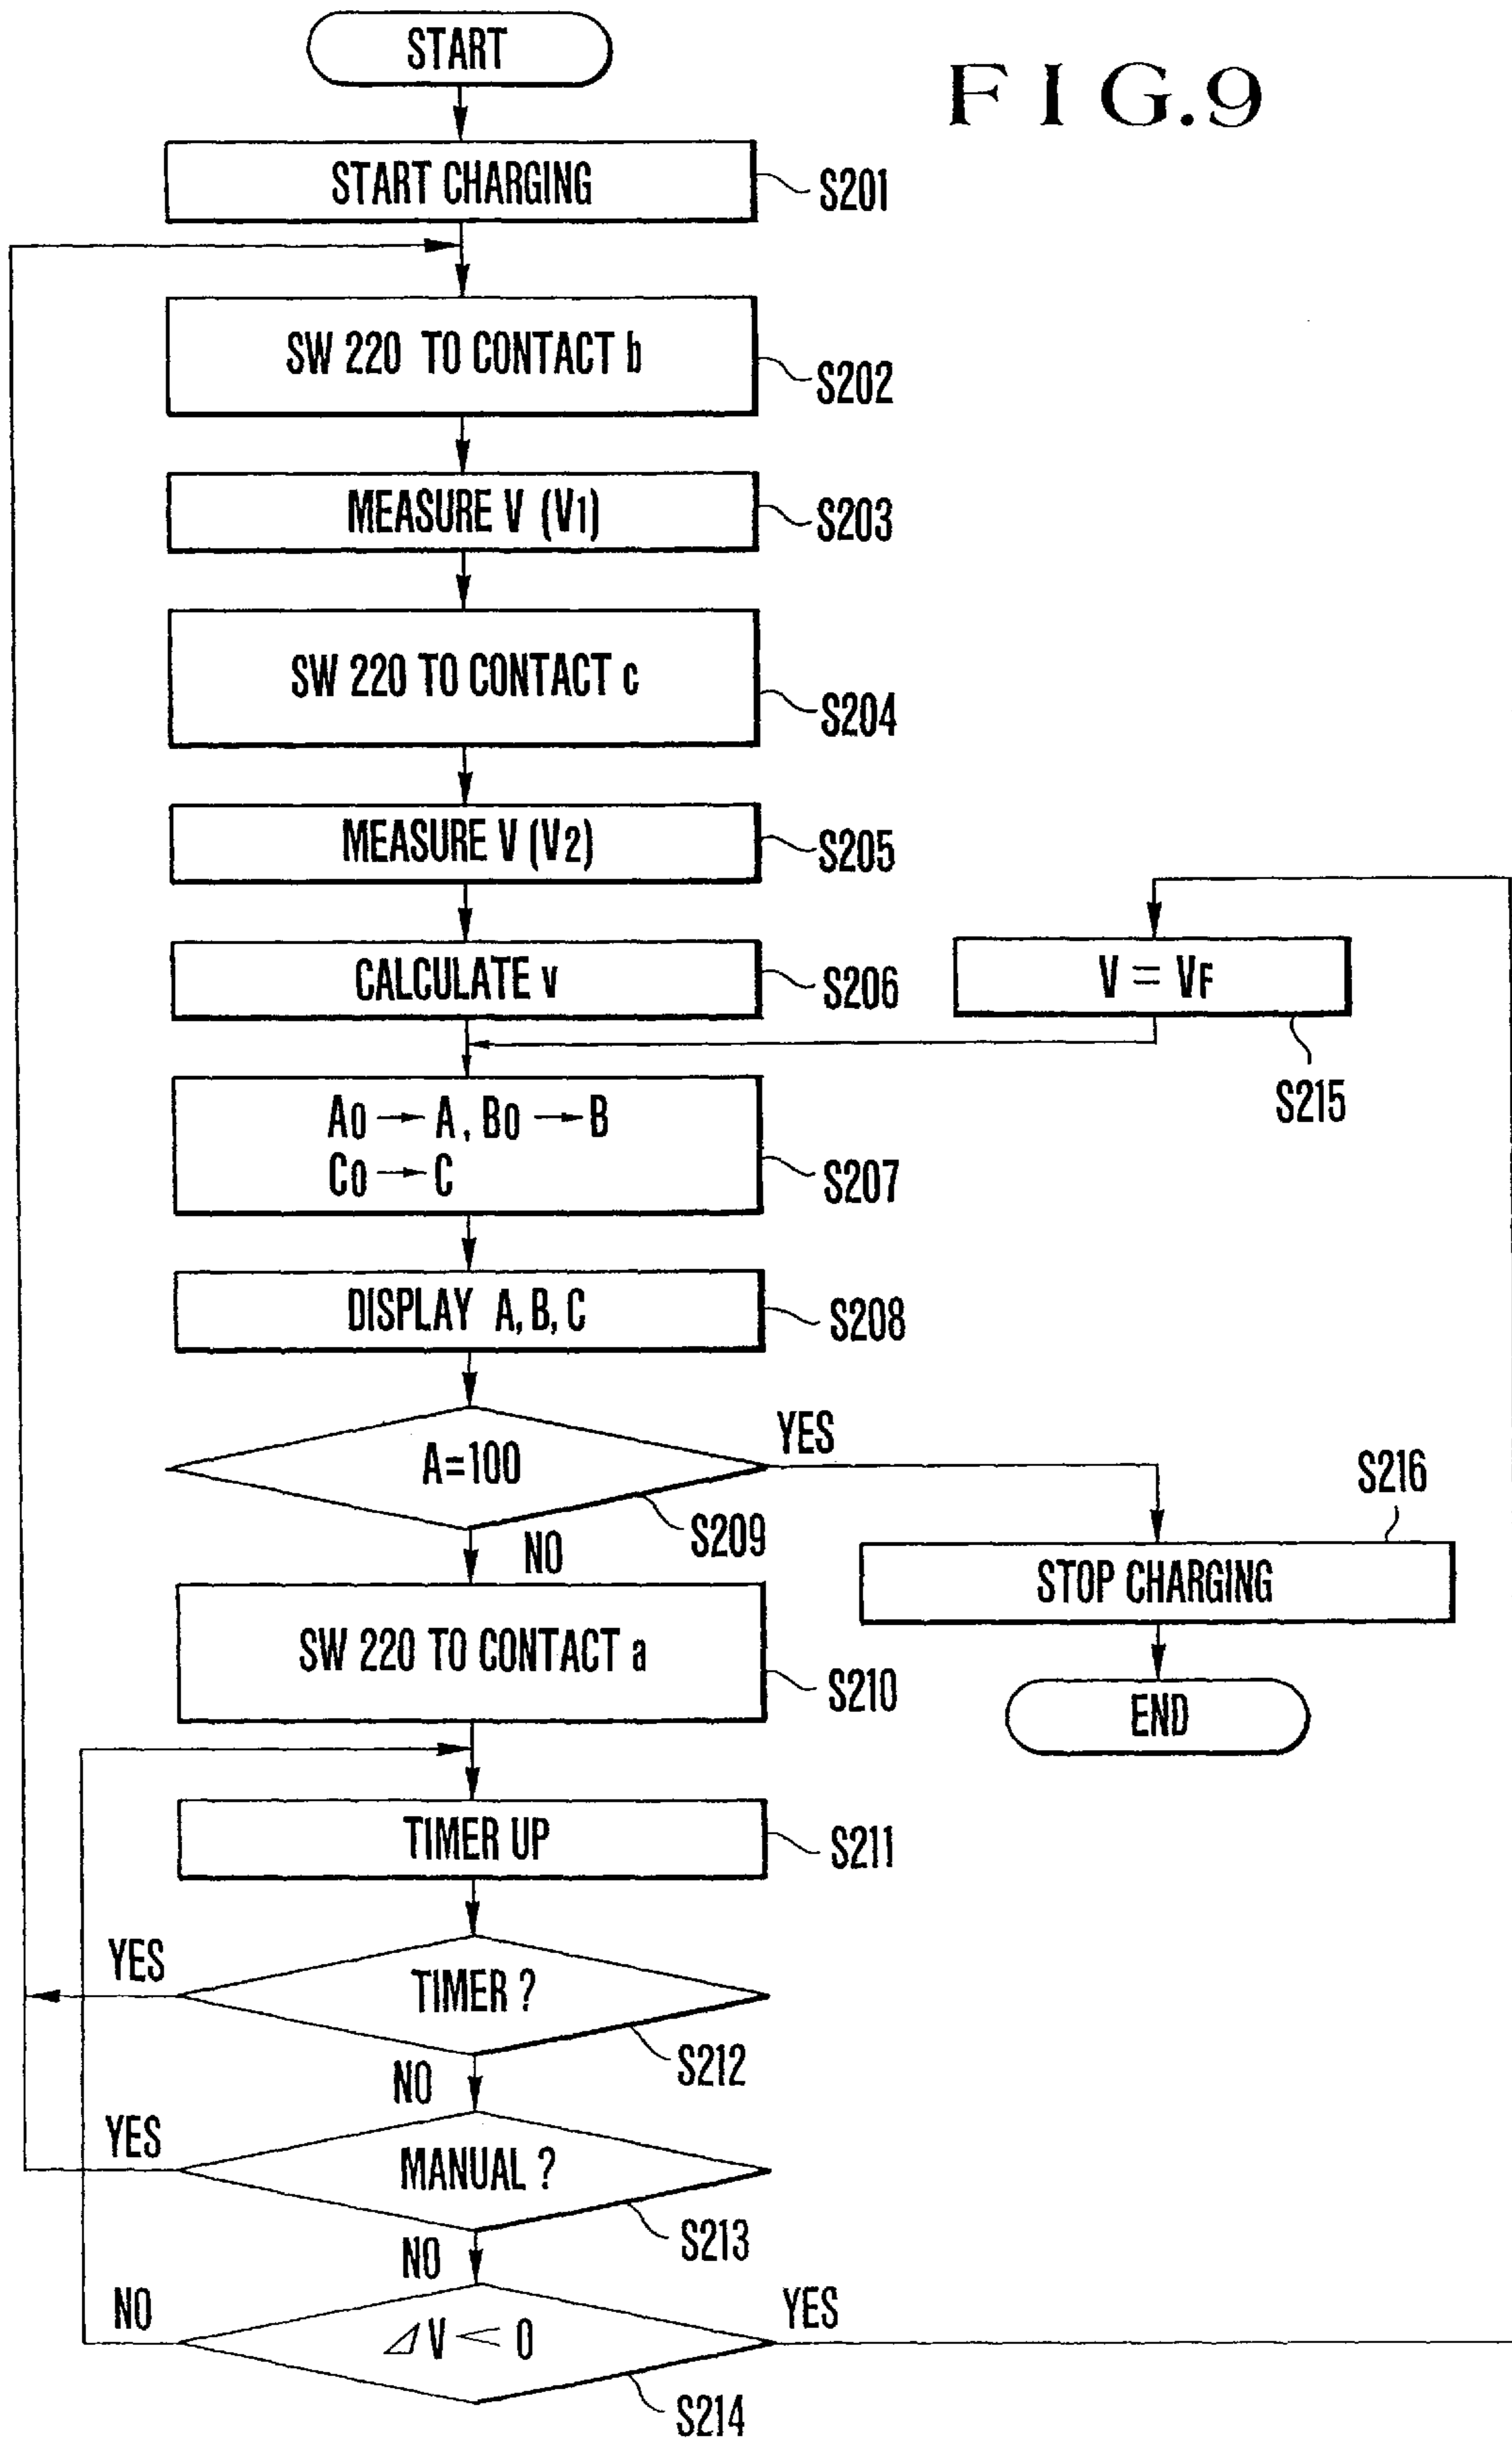 START
FIG.9
START CHARGING
S201
SW 220 TO CONTACT b
S202
MEASURE V (V1)
S203
SW 220 TO CONTACT c
S204
MEASURE V (V2)
S205
CALCULATE v
S206
V = VF
S215
A0 → A, B0 → B
C0 → C
S207
DISPLAY A, B, C
S208
A=100
YES
S209
NO
S216
STOP CHARGING
END
SW 220 TO CONTACT a
S210
TIMER UP
S211
TIMER ?
YES
S212
NO
MANUAL ?
YES
S213
NO
ΔV < 0
NO
YES
S214